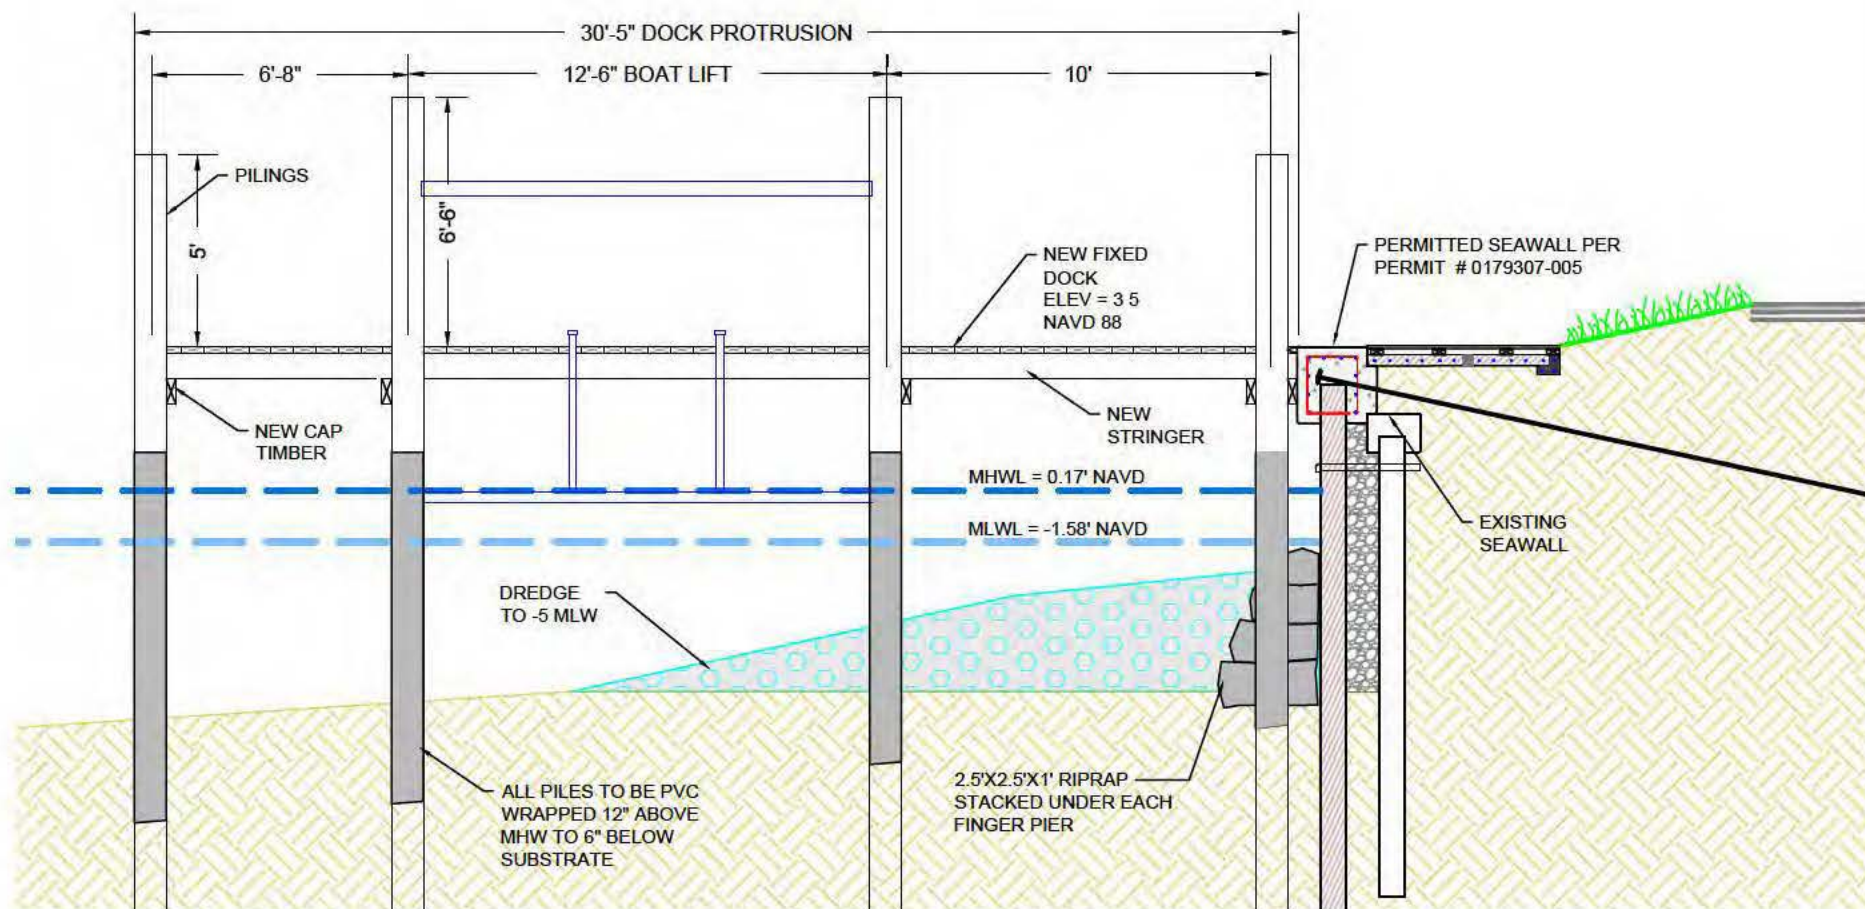 30'-5" DOCK PROTRUSION
6'-8"
12'-6" BOAT LIFT
10'
PILINGS
5'
6'-6"
NEW FIXED
DOCK
ELEV = 3 5
NAVD 88
PERMITTED SEAWALL PER
PERMIT # 0179307-005
NEW CAP
TIMBER
NEW
STRINGER
MHWL = 0.17' NAVD
MLWL = -1.58' NAVD
EXISTING
SEAWALL
DREDGE
TO -5 MLW
ALL PILES TO BE PVC
WRAPPED 12" ABOVE
MHW TO 6" BELOW
SUBSTRATE
2.5'X2.5'X1' RIPRAP
STACKED UNDER EACH
FINGER PIER